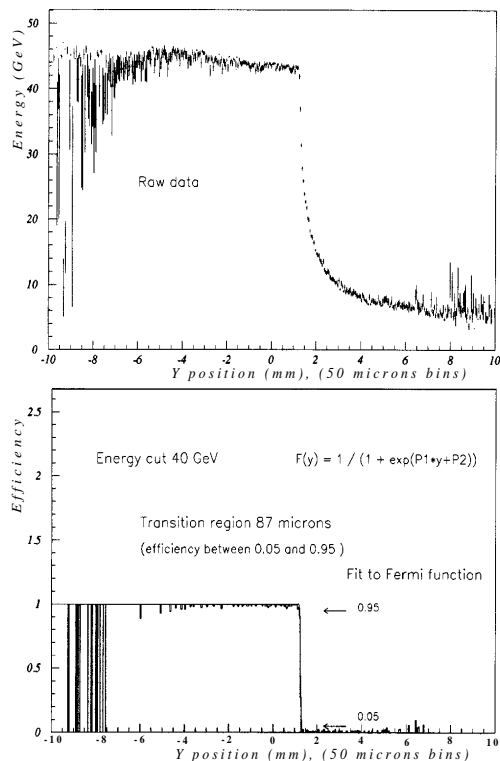 Energy (GeV)
50
40
30
20
10
0
Raw data
-10 -8 -6 -4 -2 0 2 4 6 8 10
Y position (mm), (50 microns bins)
Efficiency
2.5
2
1.5
1
0.5
0
Energy cut 40 GeV
F(y) = 1 / (1 + exp(P1*y+P2))
Transition region 87 microns
(efficiency between 0.05 and 0.95 )
Fit to Fermi function
0.95
0.05
-10 -8 -6 -4 -2 0 2 4 6 8 10
Y position (mm), (50 microns bins)